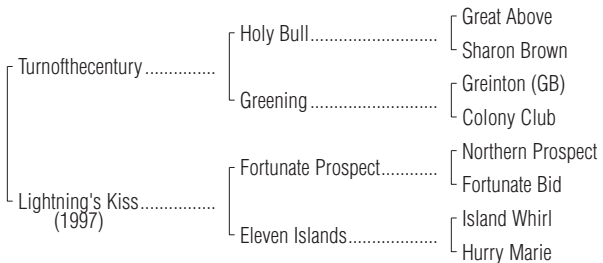 Great Above
Holy Bull..........................
Sharon Brown
Turnofthecentury ...............
Greinton (GB)
Greening ..........................
Colony Club
Northern Prospect
Fortunate Prospect............
Lightning's Kiss................
Fortunate Bid
(1997)
Island Whirl
Eleven Islands...................
Hurry Marie